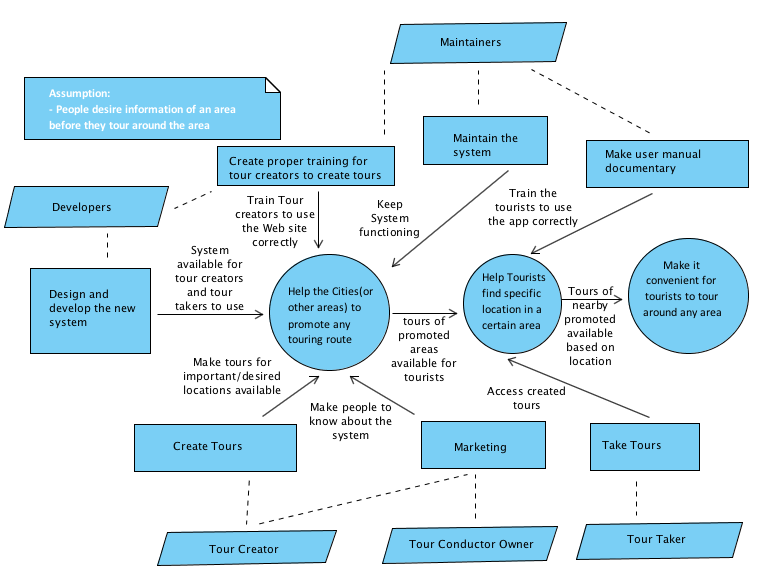 Maintainers
Assumption:
- People desire information of an area
before they tour around the area
Maintain the
system
Create proper training for
tour creators to create tours
Make user manual
documentary
Developers
Train Tour
creators to use
the Web site
correctly
Keep
System
functioning
Train the
tourists to use
the app correctly
System
available for
tour creators
and tour
takers to use
Design and
develop the new
system
Help the Cities(or
other areas) to
promote any
touring route
tours of
promoted
areas
available for
tourists
Help Tourists
find specific
location in a
certain area
Tours of
nearby
promoted
available
based on
location
Make it
convenient for
tourists to tour
around any area
Make tours for
important/desired
locations available
Make people to
know about the
system
Access created
tours
Create Tours
Marketing
Take Tours
Tour Creator
Tour Conductor Owner
Tour Taker